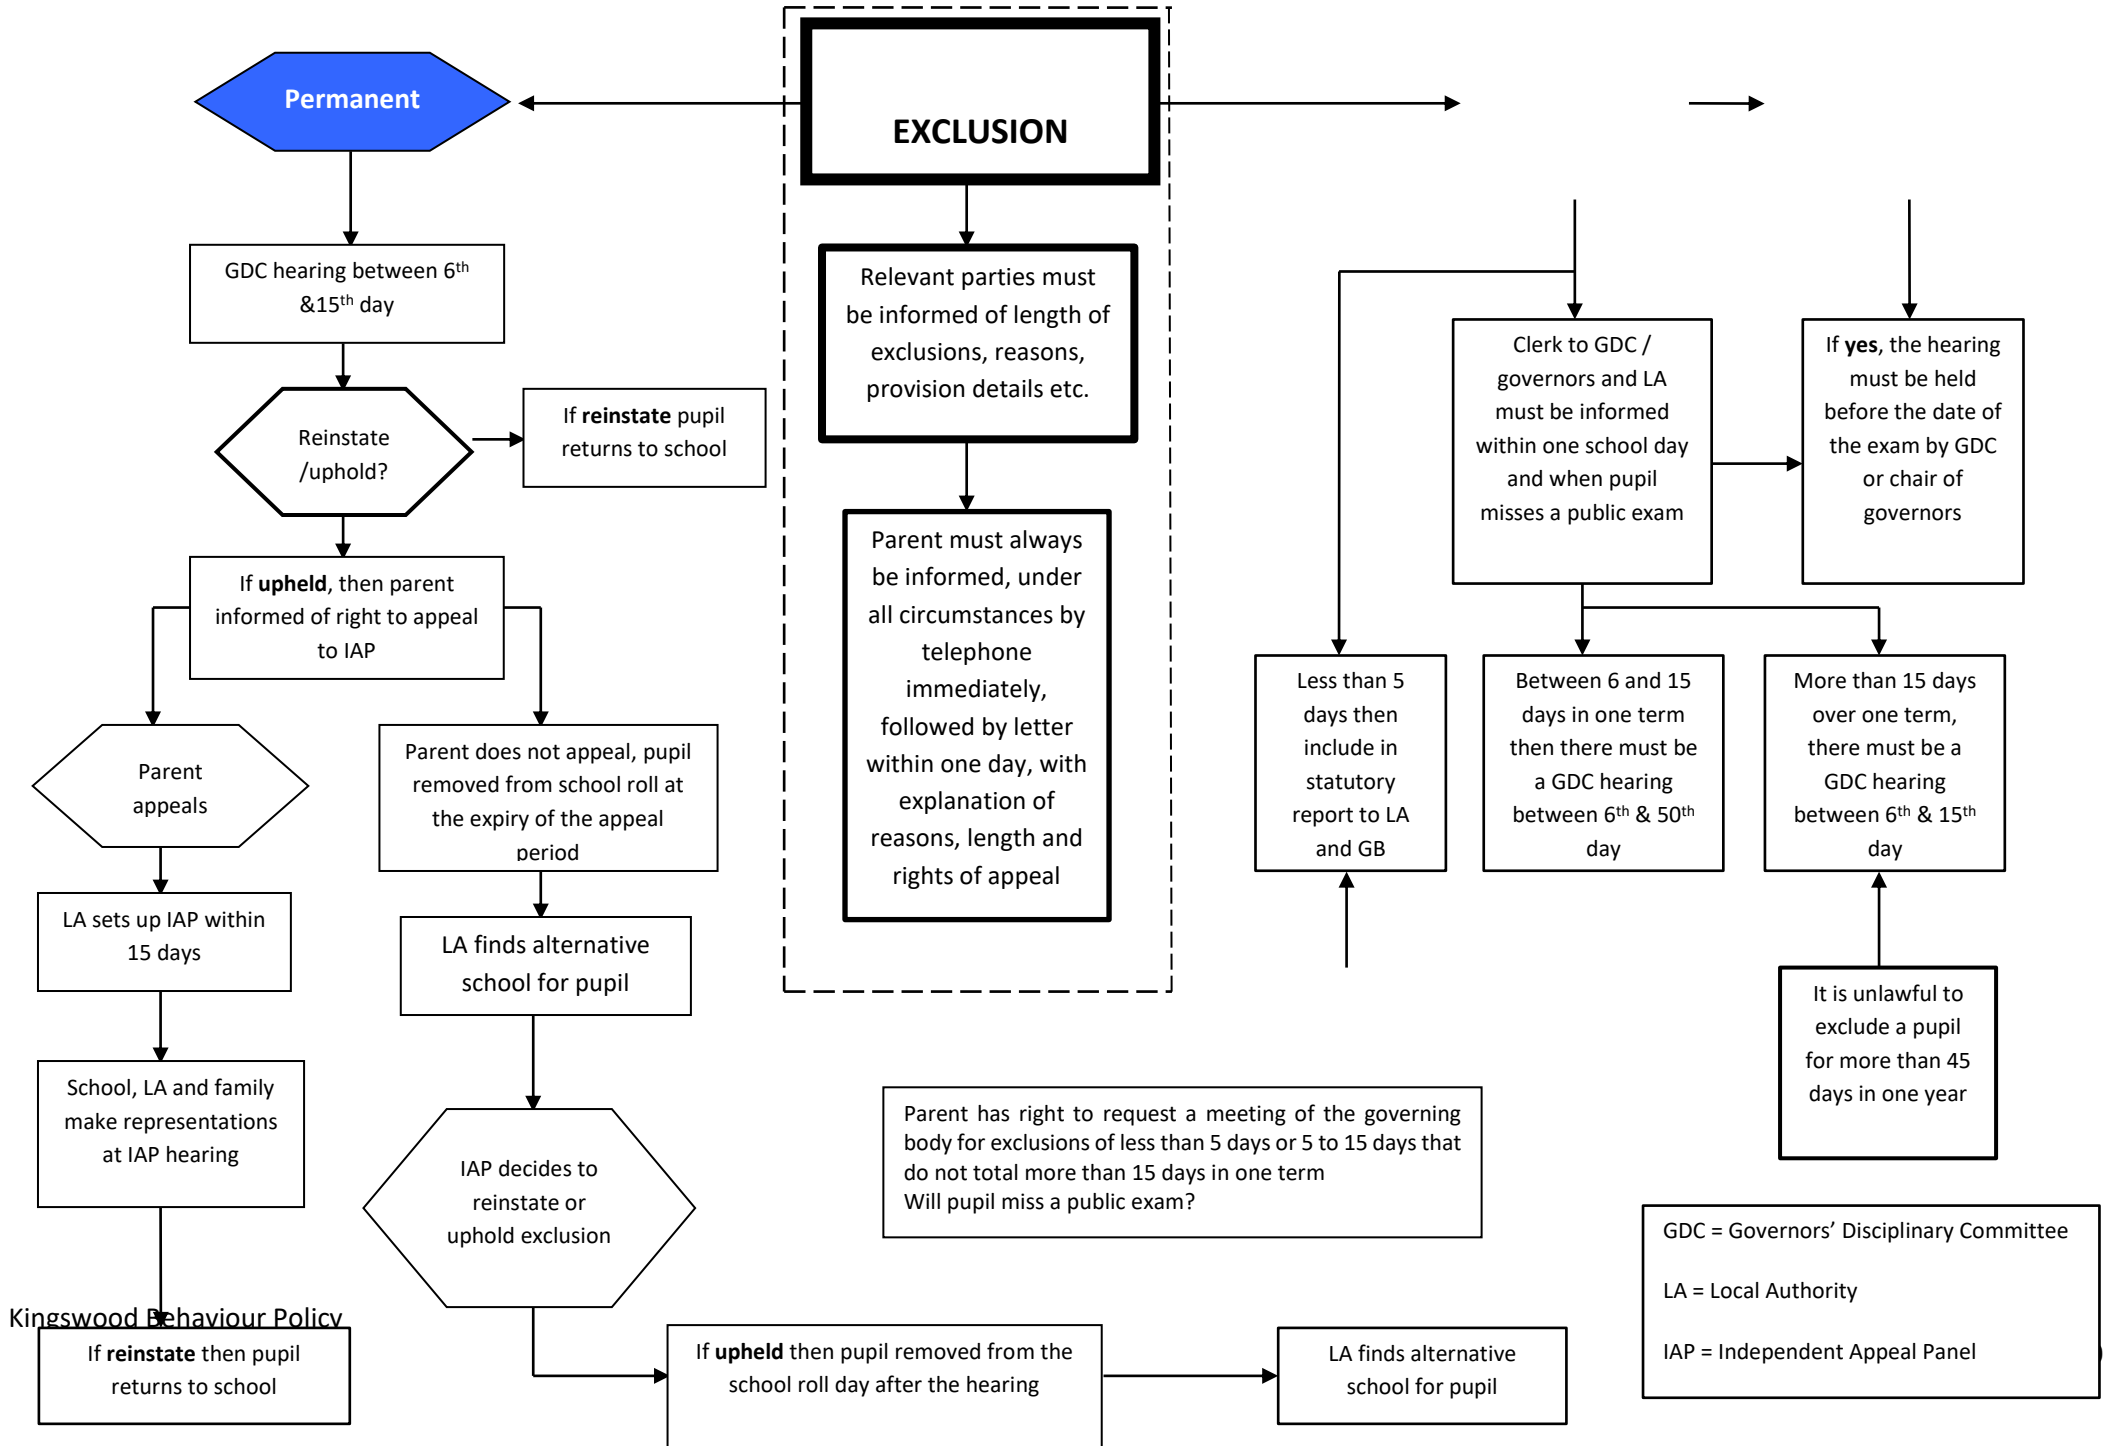 Permanent
EXCLUSION
GDC hearing between 6th
&15th day
Reinstate
/uphold?
If reinstate pupil
returns to school
If upheld, then parent
informed of right to appeal
to IAP
Parent
appeals
Parent does not appeal, pupil
removed from school roll at
the expiry of the appeal
period
LA sets up IAP within
15 days
LA finds alternative
school for pupil
School, LA and family
make representations
at IAP hearing
IAP decides to
reinstate or
uphold exclusion
Kingswood Behaviour Policy
If reinstate then pupil
returns to school
If upheld then pupil removed from the
school roll day after the hearing
LA finds alternative
school for pupil
Relevant parties must
be informed of length of
exclusions, reasons,
provision details etc.
Parent must always
be informed, under
all circumstances by
telephone
immediately,
followed by letter
within one day, with
explanation of
reasons, length and
rights of appeal
Clerk to GDC /
governors and LA
must be informed
within one school day
and when pupil
misses a public exam
If yes, the hearing
must be held
before the date of
the exam by GDC
or chair of
governors
Less than 5
days then
include in
statutory
report to LA
and GB
Between 6 and 15
days in one term
then there must be
a GDC hearing
between 6th & 50th
day
More than 15 days
over one term,
there must be a
GDC hearing
between 6th & 15th
day
It is unlawful to
exclude a pupil
for more than 45
days in one year
Parent has right to request a meeting of the governing
body for exclusions of less than 5 days or 5 to 15 days that
do not total more than 15 days in one term
Will pupil miss a public exam?
GDC = Governors’ Disciplinary Committee
LA = Local Authority
IAP = Independent Appeal Panel